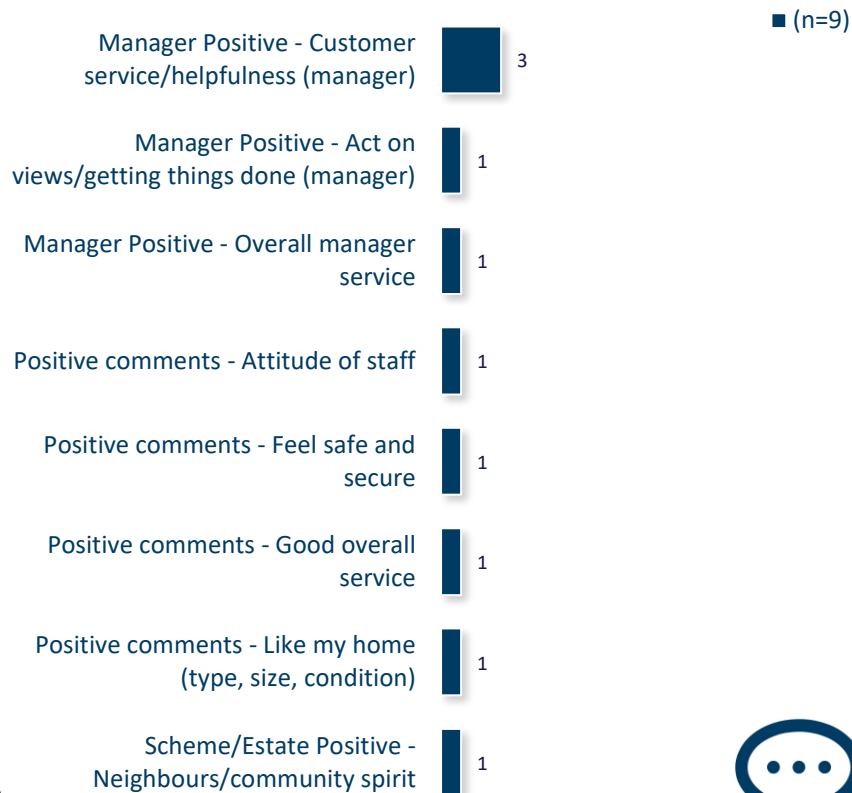 (n=9)
Manager Positive - Customer
service/helpfulness (manager)
3
Manager Positive - Act on
views/getting things done (manager)
1
Manager Positive - Overall manager
service
1
Positive comments - Attitude of staff
1
Positive comments - Feel safe and
secure
1
Positive comments - Good overall
service
1
Positive comments - Like my home
(type, size, condition)
1
Scheme/Estate Positive -
Neighbours/community spirit
1